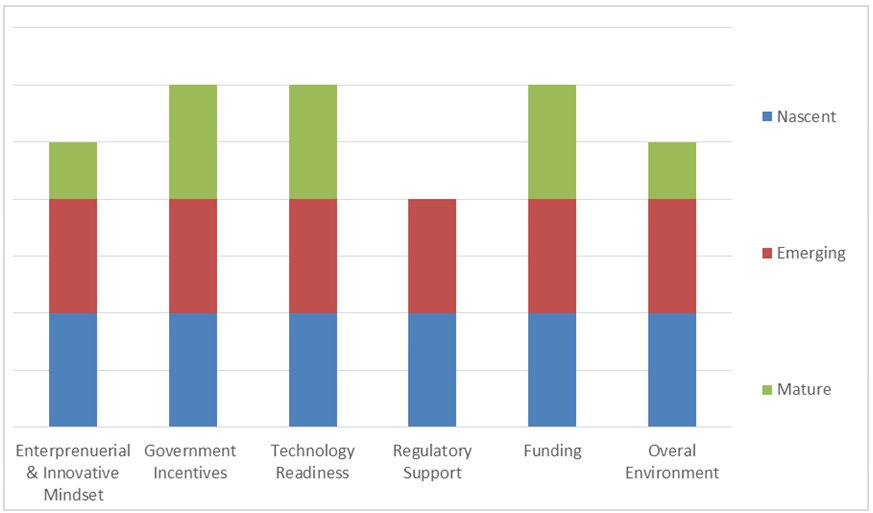 Nascent
Emerging
Mature
Enterprenuerial
& Innovative
Mindset
Government
Incentives
Technology
Readiness
Regulatory
Support
Funding
Overal
Environment